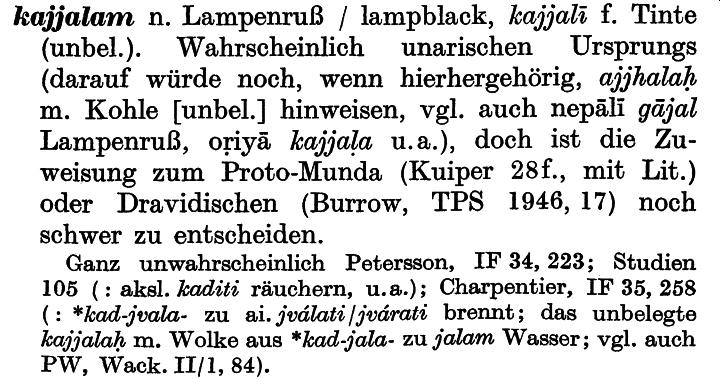 kajjalam n. Lampenruß / lampblack, kajjalī f. Tinte
(unbel.). Wahrscheinlich unarischen Ursprungs
(darauf würde noch, wenn hierhergehörig, ajjhalaḥ
m. Kohle [unbel.] hinweisen, vgl. auch nepālī gājal
Lampenruß, oṛiyā kajjaḷa u. a.), doch ist die Zu-
weisung zum Proto-Munda (Kuiper 28f., mit Lit.)
oder Dravidischen (Burrow, TPS 1946, 17) noch
schwer zu entscheiden.
Ganz unwahrscheinlich Petersson, IF 34, 223; Studien
105 (: aksl. kaditi räuchern, u.a.); Charpentier, IF 35, 258
(: *kad-jvala- zu ai. jválati/jvárati brennt; das unbelegte
kajjalaḥ m. Wolke aus *kad-jala- zu jalam Wasser; vgl. auch
PW, Wack. II/1, 84).